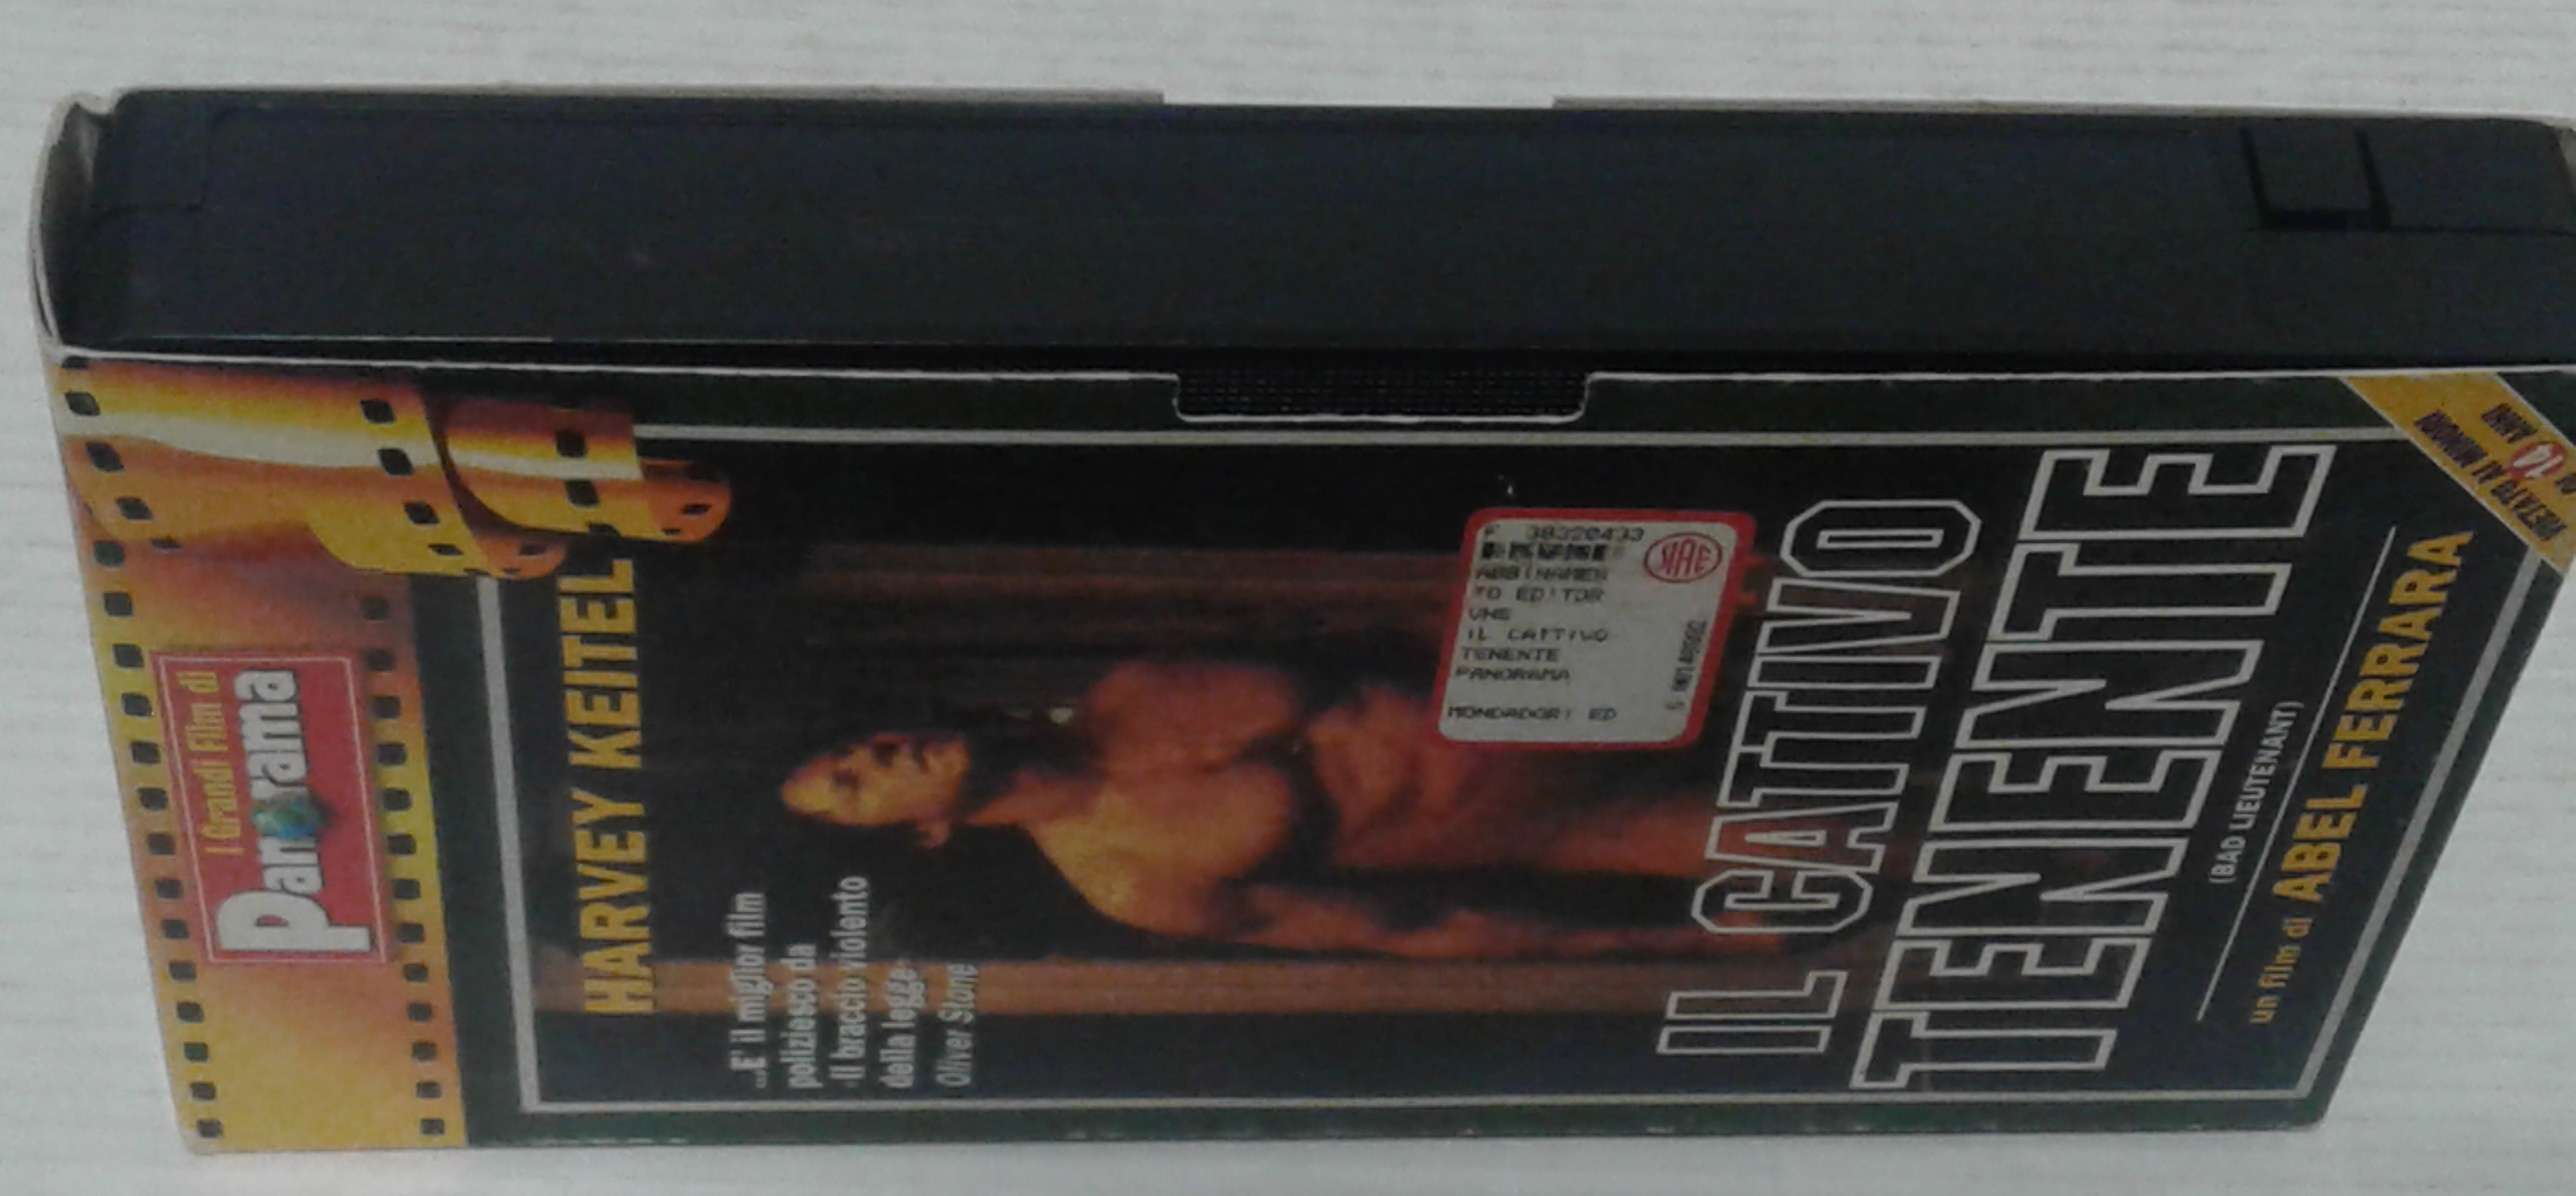 I Grandi Film di
Panorama
HARVEY KEITEL
...E' il miglior film
poliziesco da
«Il braccio violento
della legge»
Oliver Stone
F 38320433
ABBINAMEN
TO EDITOR
VHS
IL CATTIVO
TENENTE
PANORAMA
MONDADORI ED
SIAE
IL CATTIVO
TENENTE
(BAD LIEUTENANT)
un film di ABEL FERRARA
VIETATO AI MINORI
14 ANNI